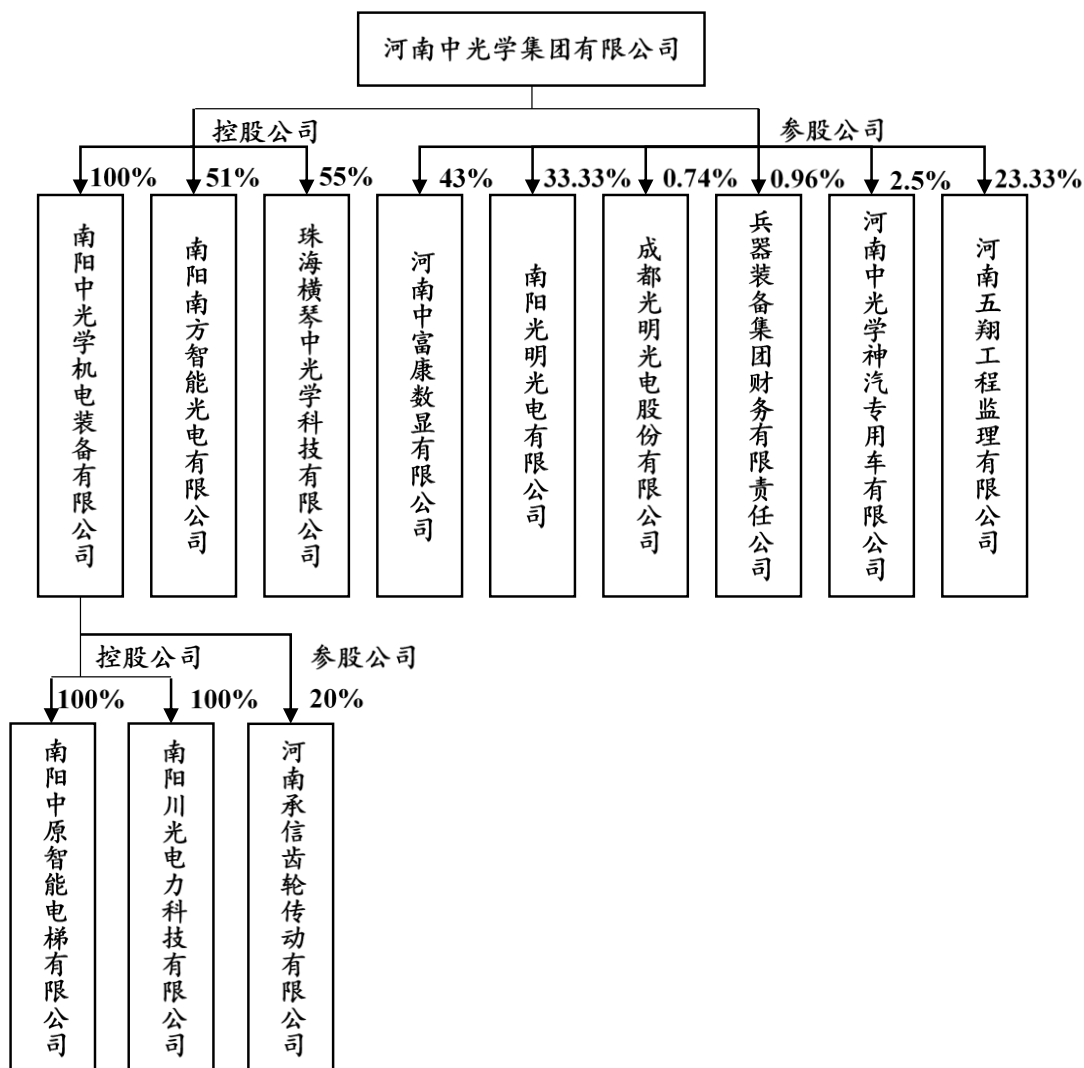 河南中光学集团有限公司
控股公司
参股公司
100%
51%
55%
43%
33.33%
0.74%
0.96%
2.5%
23.33%
南阳中光学机电装备有限公司
南阳南方智能光电有限公司
珠海横琴中光学科技有限公司
河南中富康数显有限公司
南阳光明光电有限公司
成都光明光电股份有限公司
兵器装备集团财务有限责任公司
河南中光学神汽专用车有限公司
河南五翔工程监理有限公司
控股公司
参股公司
100%
100%
20%
南阳中原智能电梯有限公司
南阳川光电力科技有限公司
河南承信齿轮传动有限公司